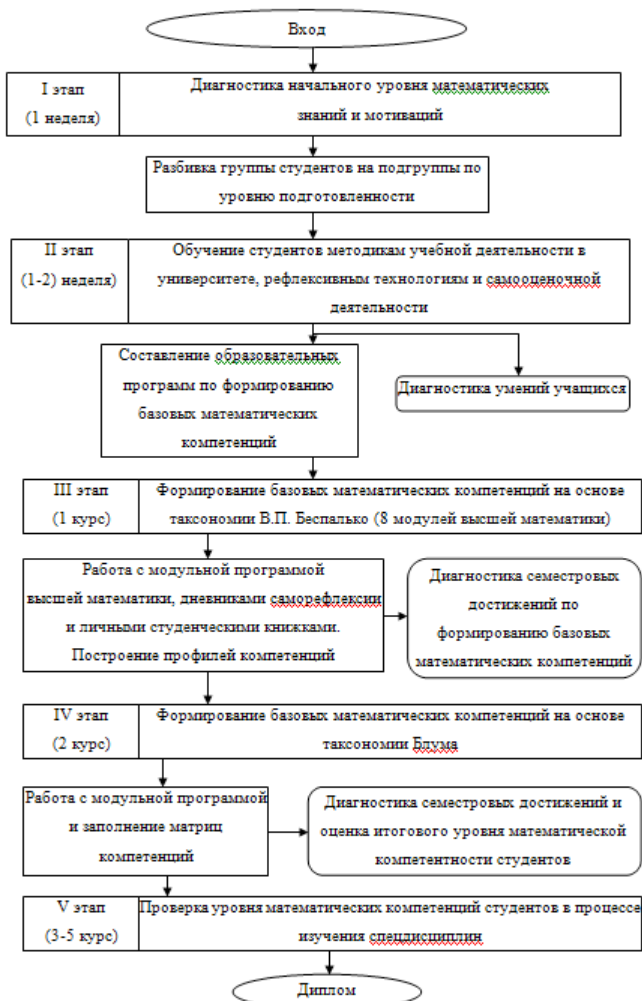 Вход
I этап
(1 неделя)
Диагностика начального уровня математических
знаний и мотиваций
Разбивка группы студентов на подгруппы по
уровню подготовленности
II этап
(1-2) неделя)
Обучение студентов методикам учебной деятельности в
университете, рефлексивным технологиям и самооценочной
деятельности
Составление образовательных
программ по формированию
базовых математических
компетенций
Диагностика умений учащихся
III этап
(1 курс)
Формирование базовых математических компетенций на основе
таксономии В.П. Беспалько (8 модулей высшей математики)
Работа с модульной программой
высшей математики, дневниками саморефлексии
и личными студенческими книжками.
Построение профилей компетенций
Диагностика семестровых
достижений по
формированию базовых
математических компетенций
IV этап
(2 курс)
Формирование базовых математических компетенций на основе
таксономии Блума
Работа с модульной программой
и заполнение матриц
компетенций
Диагностика семестровых достижений и
оценка итогового уровня математической
компетентности студентов
V этап
(3-5 курс)
Проверка уровня математических компетенций студентов в процессе
изучения спецдисциплин
Диплом